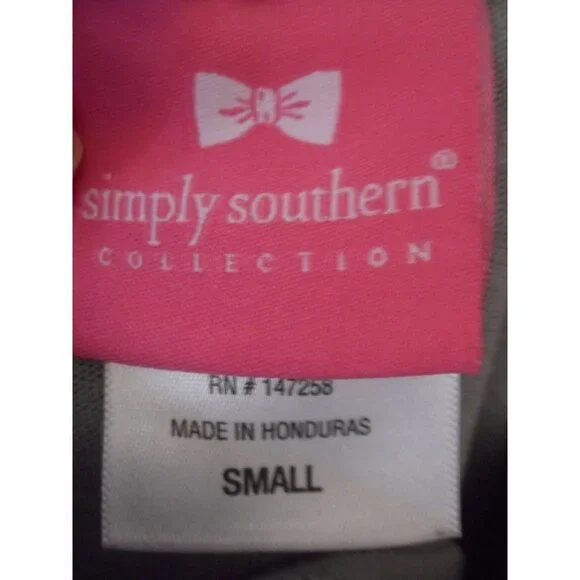 simply southern®
COLLECTION
RN # 147258
MADE IN HONDURAS
SMALL